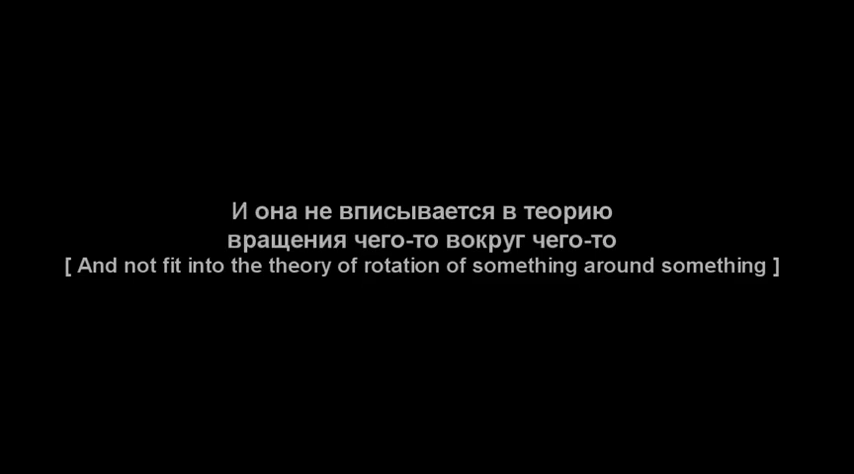 И она не вписывается в теорию
вращения чего-то вокруг чего-то
[ And not fit into the theory of rotation of something around something ]